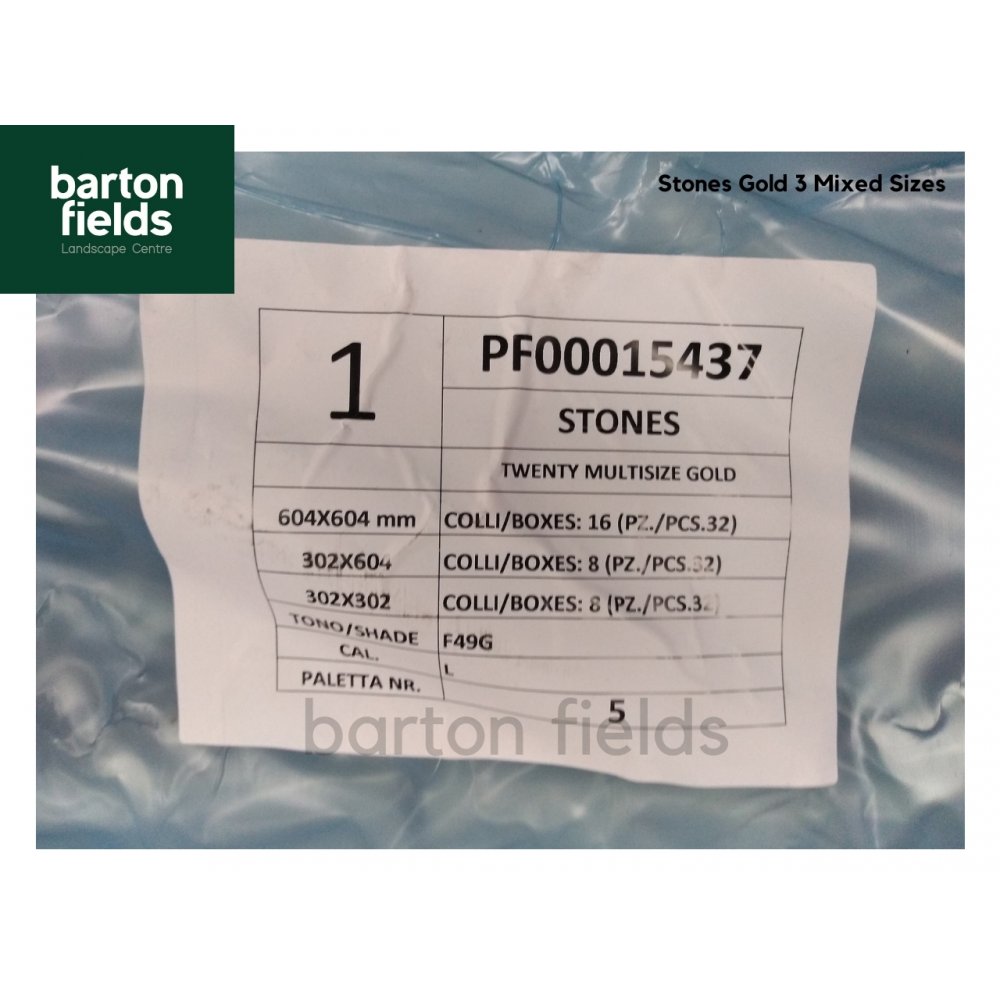 barton
fields
Landscape Centre
Stones Gold 3 Mixed Sizes
1
PF00015437
STONES
TWENTY MULTISIZE GOLD
604X604 mm COLLI/BOXES: 16 (PZ./PCS.32)
302X604 COLLI/BOXES: 8 (PZ./PCS.32)
302X302 COLLI/BOXES: 8 (PZ./PCS.32)
TONO/SHADE F49G
CAL. L
PALETTA NR. 5
barton fields